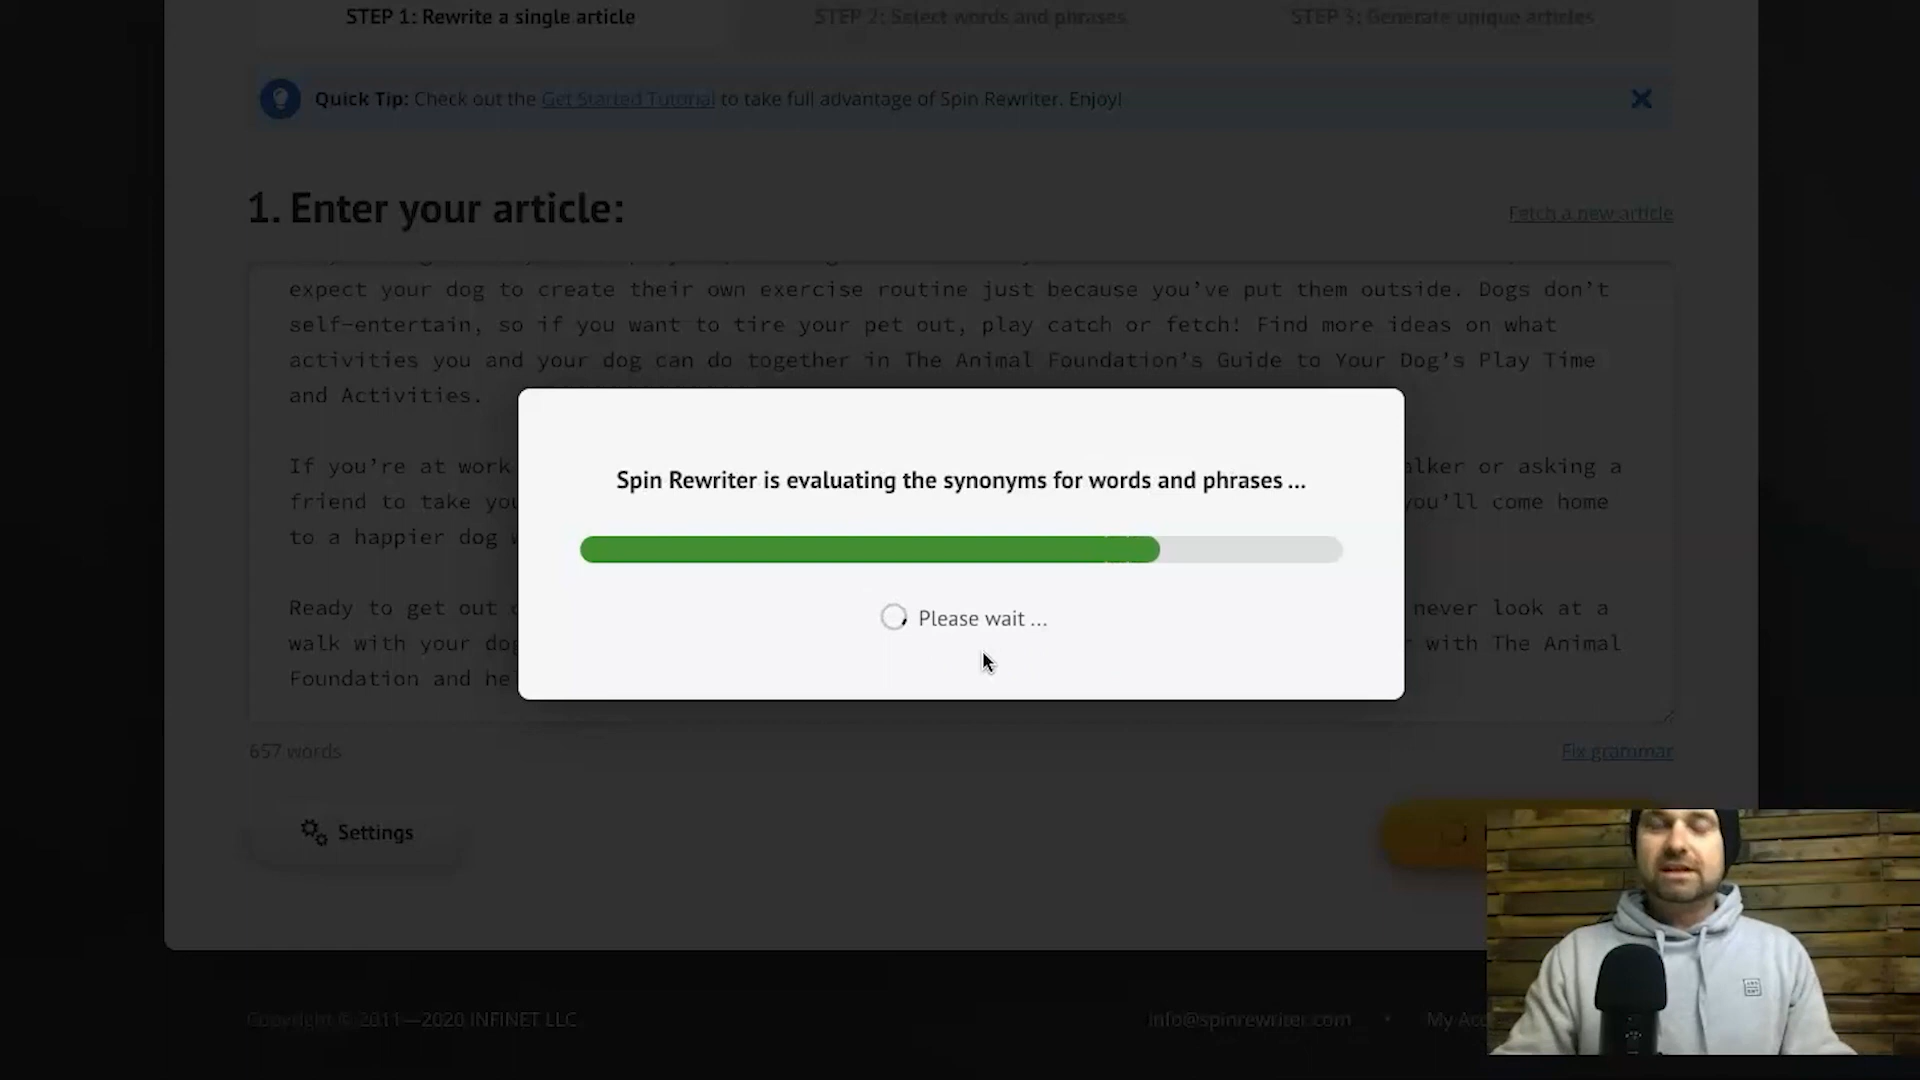 STEP 1: Rewrite a single article
STEP 2: Select words and phrases
STEP 3: Generate unique articles
Quick Tip: Check out the Get Started Tutorial to take full advantage of Spin Rewriter. Enjoy!
1. Enter your article:
Fetch a new article
expect your dog to create their own exercise routine just because you've put them outside. Dogs don't
self-entertain, so if you want to tire your pet out, play catch or fetch! Find more ideas on what
activities you and your dog can do together in The Animal Foundation's Guide to Your Dog's Play Time
and Activities.
If you're at work
or asking a
friend to take
you'll come home
to a happier dog
Ready to get out
never look at a
walk with your
with The Animal
Foundation and
Spin Rewriter is evaluating the synonyms for words and phrases ...
Please wait ...
657 words
Fix grammar
Settings
Copyright © 2011—2020 INFINET LLC
info@spinrewriter.com • My